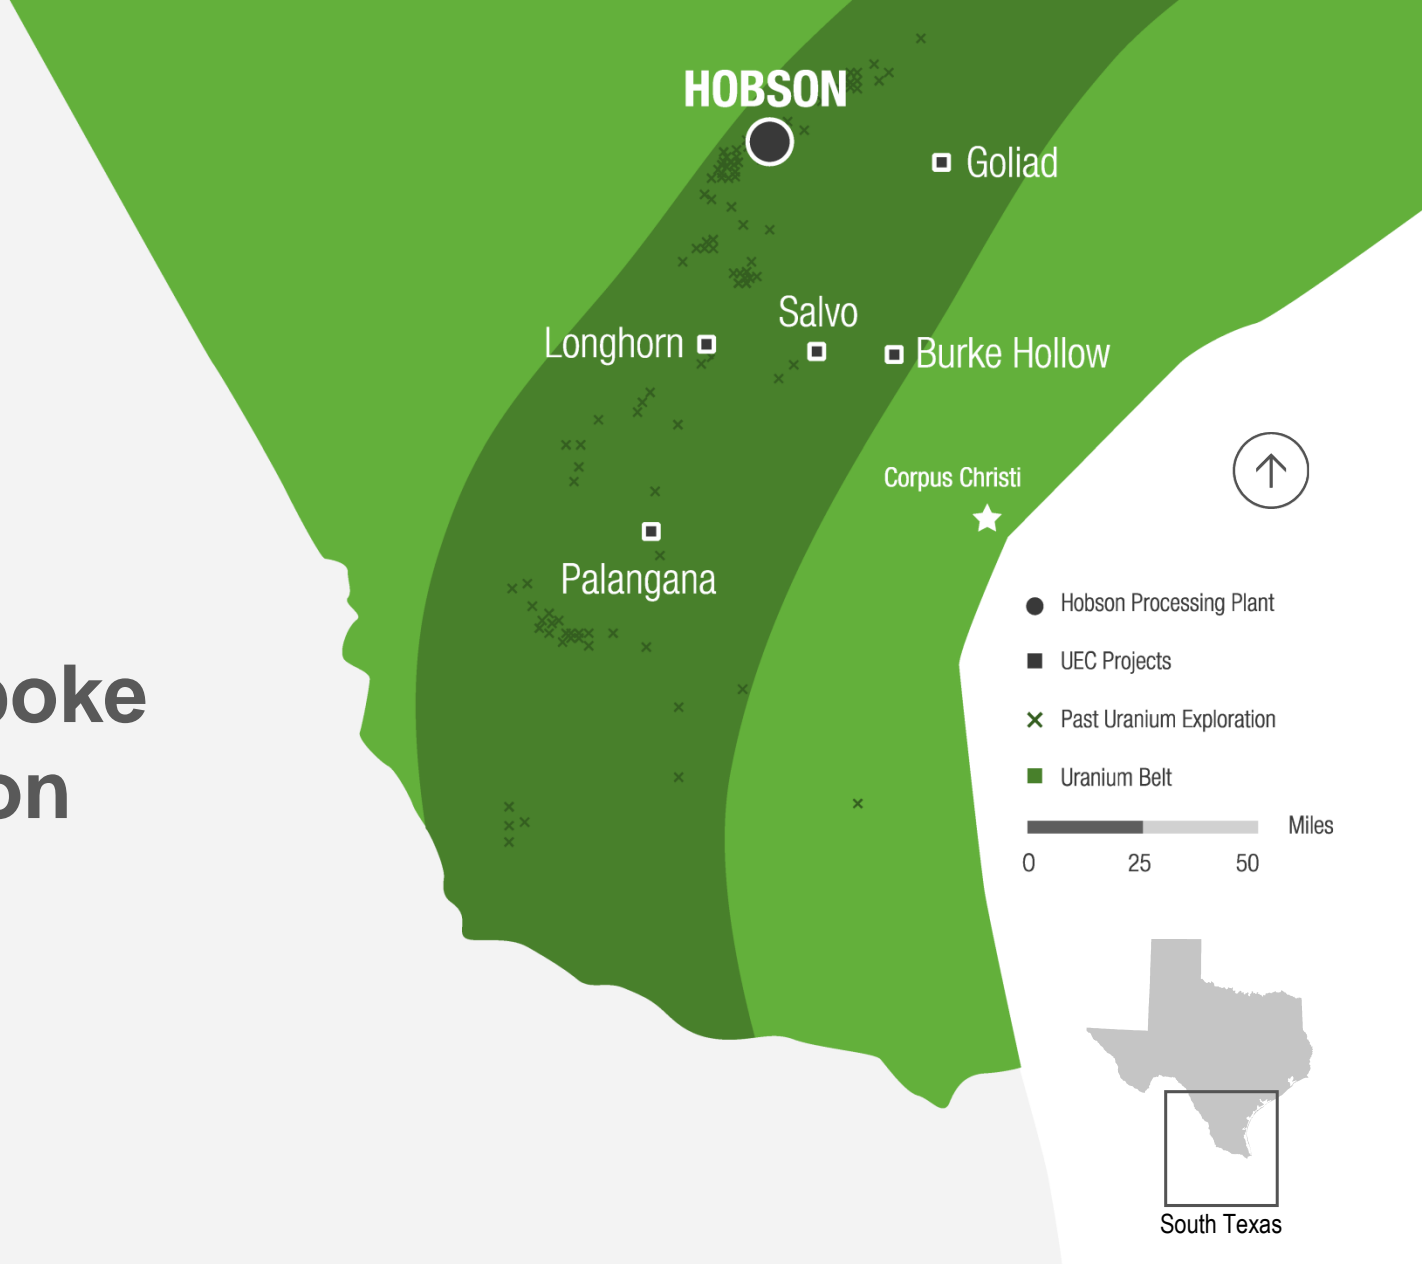 HOBSON
Goliad
Salvo
Longhorn
Burke Hollow
Corpus Christi
Palangana
Hobson Processing Plant
UEC Projects
Past Uranium Exploration
Uranium Belt
Miles
0 25 50
South Texas